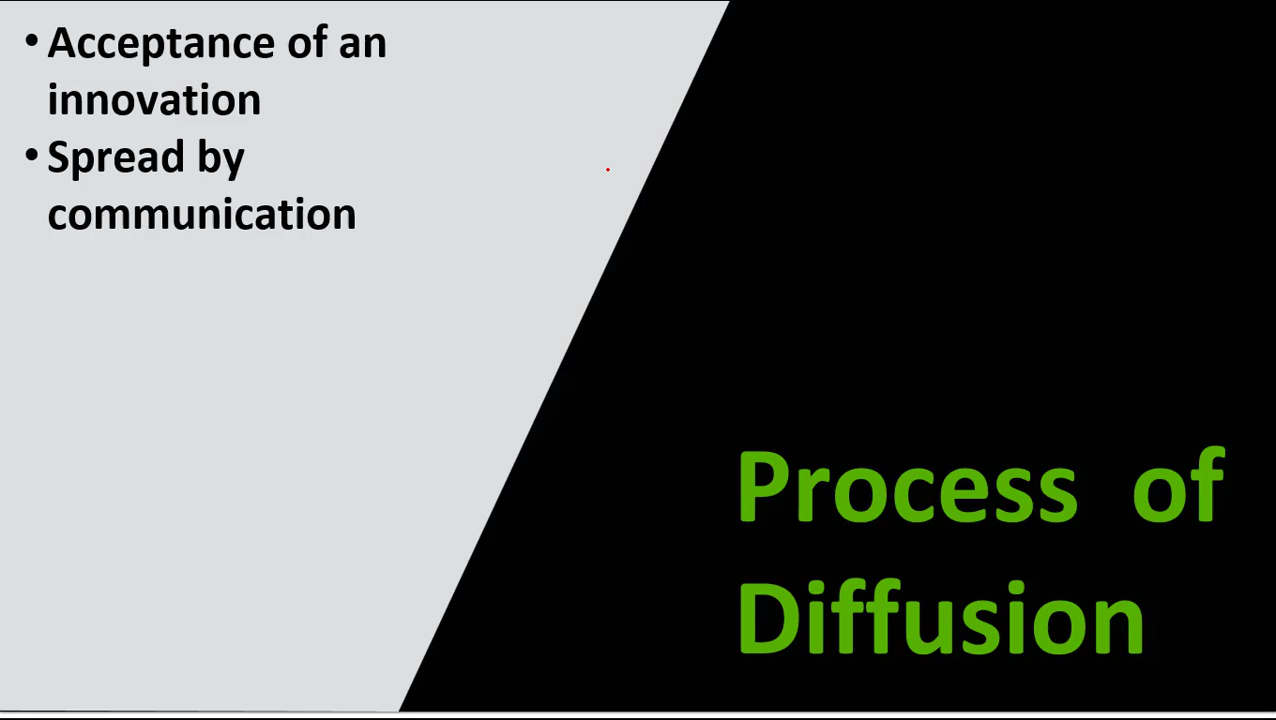 • Acceptance of an
innovation
• Spread by
communication
Process of
Diffusion